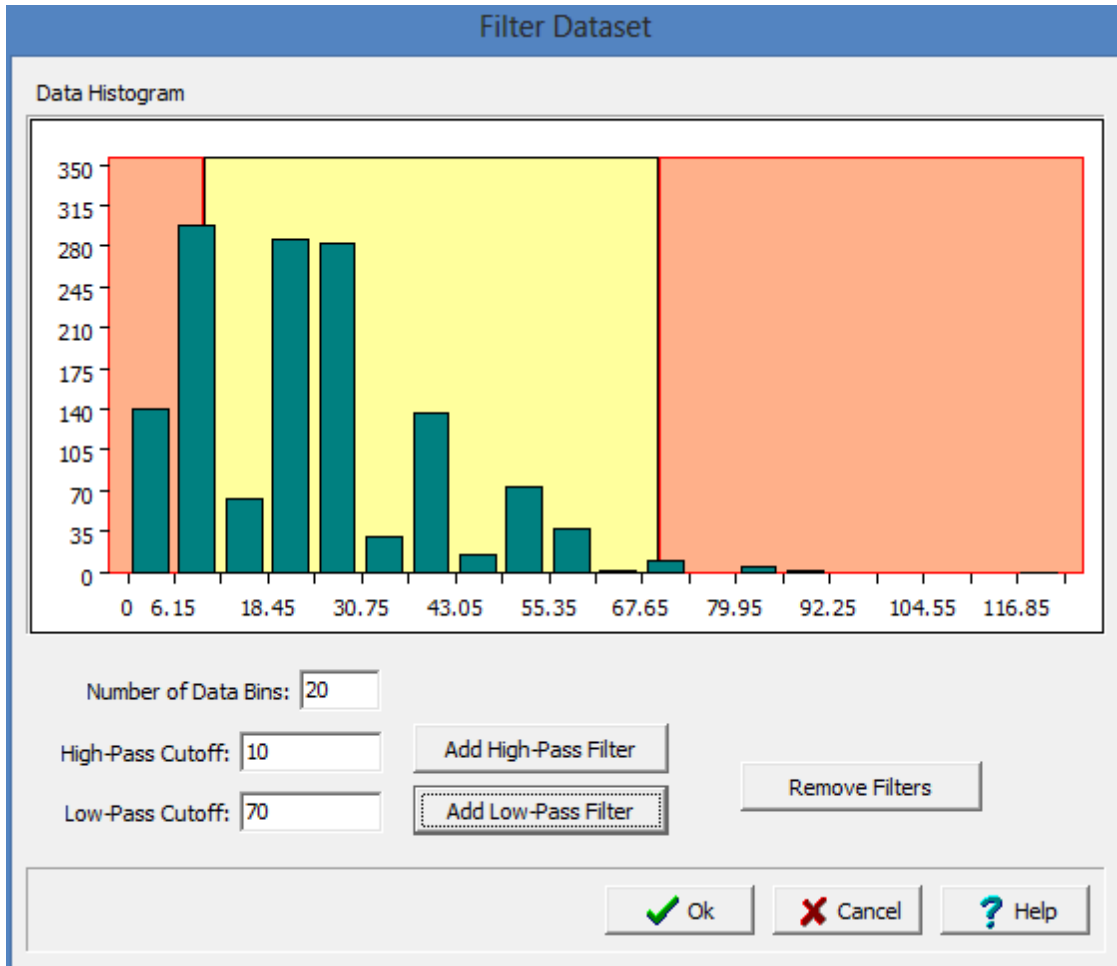 Filter Dataset
Data Histogram
350
315
280
245
210
175
140
105
70
35
0
0 6.15 18.45 30.75 43.05 55.35 67.65 79.95 92.25 104.55 116.85
Number of Data Bins: 20
High-Pass Cutoff: 10 Add High-Pass Filter
Low-Pass Cutoff: 70 Add Low-Pass Filter
Remove Filters
Ok Cancel Help